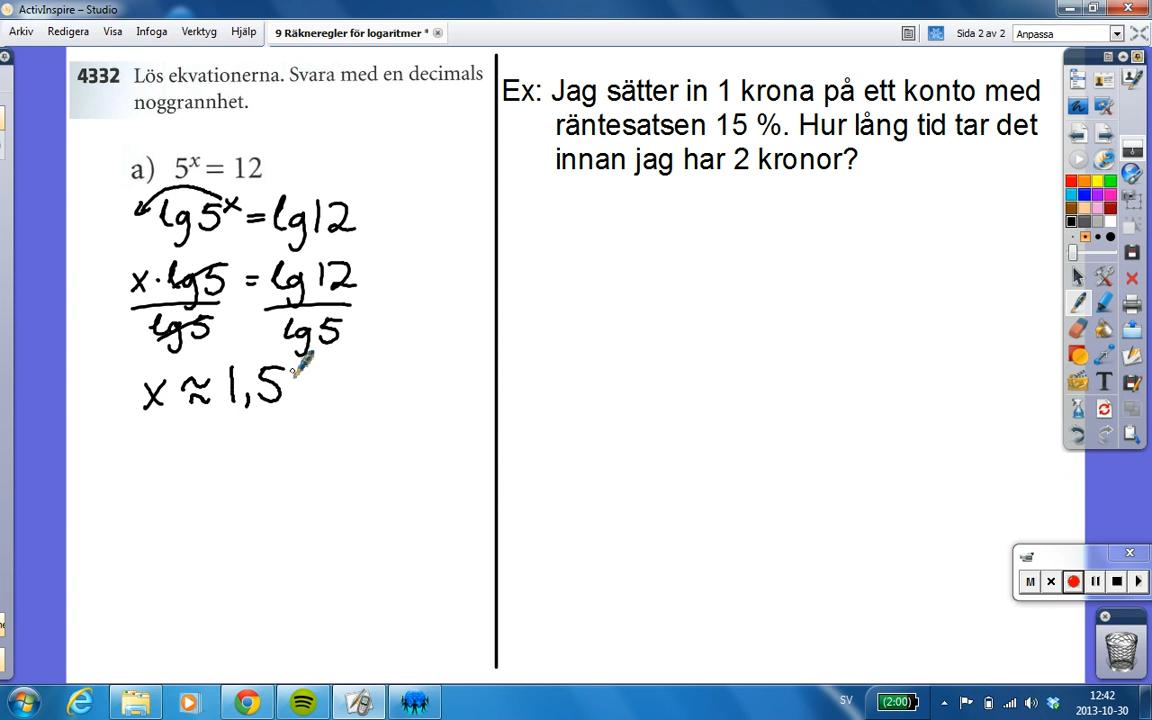 ActivInspire – Studio
Arkiv Redigera Visa Infoga Verktyg Hjälp
9 Räkneregler för logaritmer *
Sida 2 av 2
Anpassa
4332 Lös ekvationerna. Svara med en decimals
noggrannhet.
a) 5ˣ = 12
lg 5ˣ = lg 12
x · lg 5 = lg 12
lg 5 lg 5
x ≈ 1,5
Ex: Jag sätter in 1 krona på ett konto med
räntesatsen 15 %. Hur lång tid tar det
innan jag har 2 kronor?
T
M
SV
(2:00)
12:42
2013-10-30